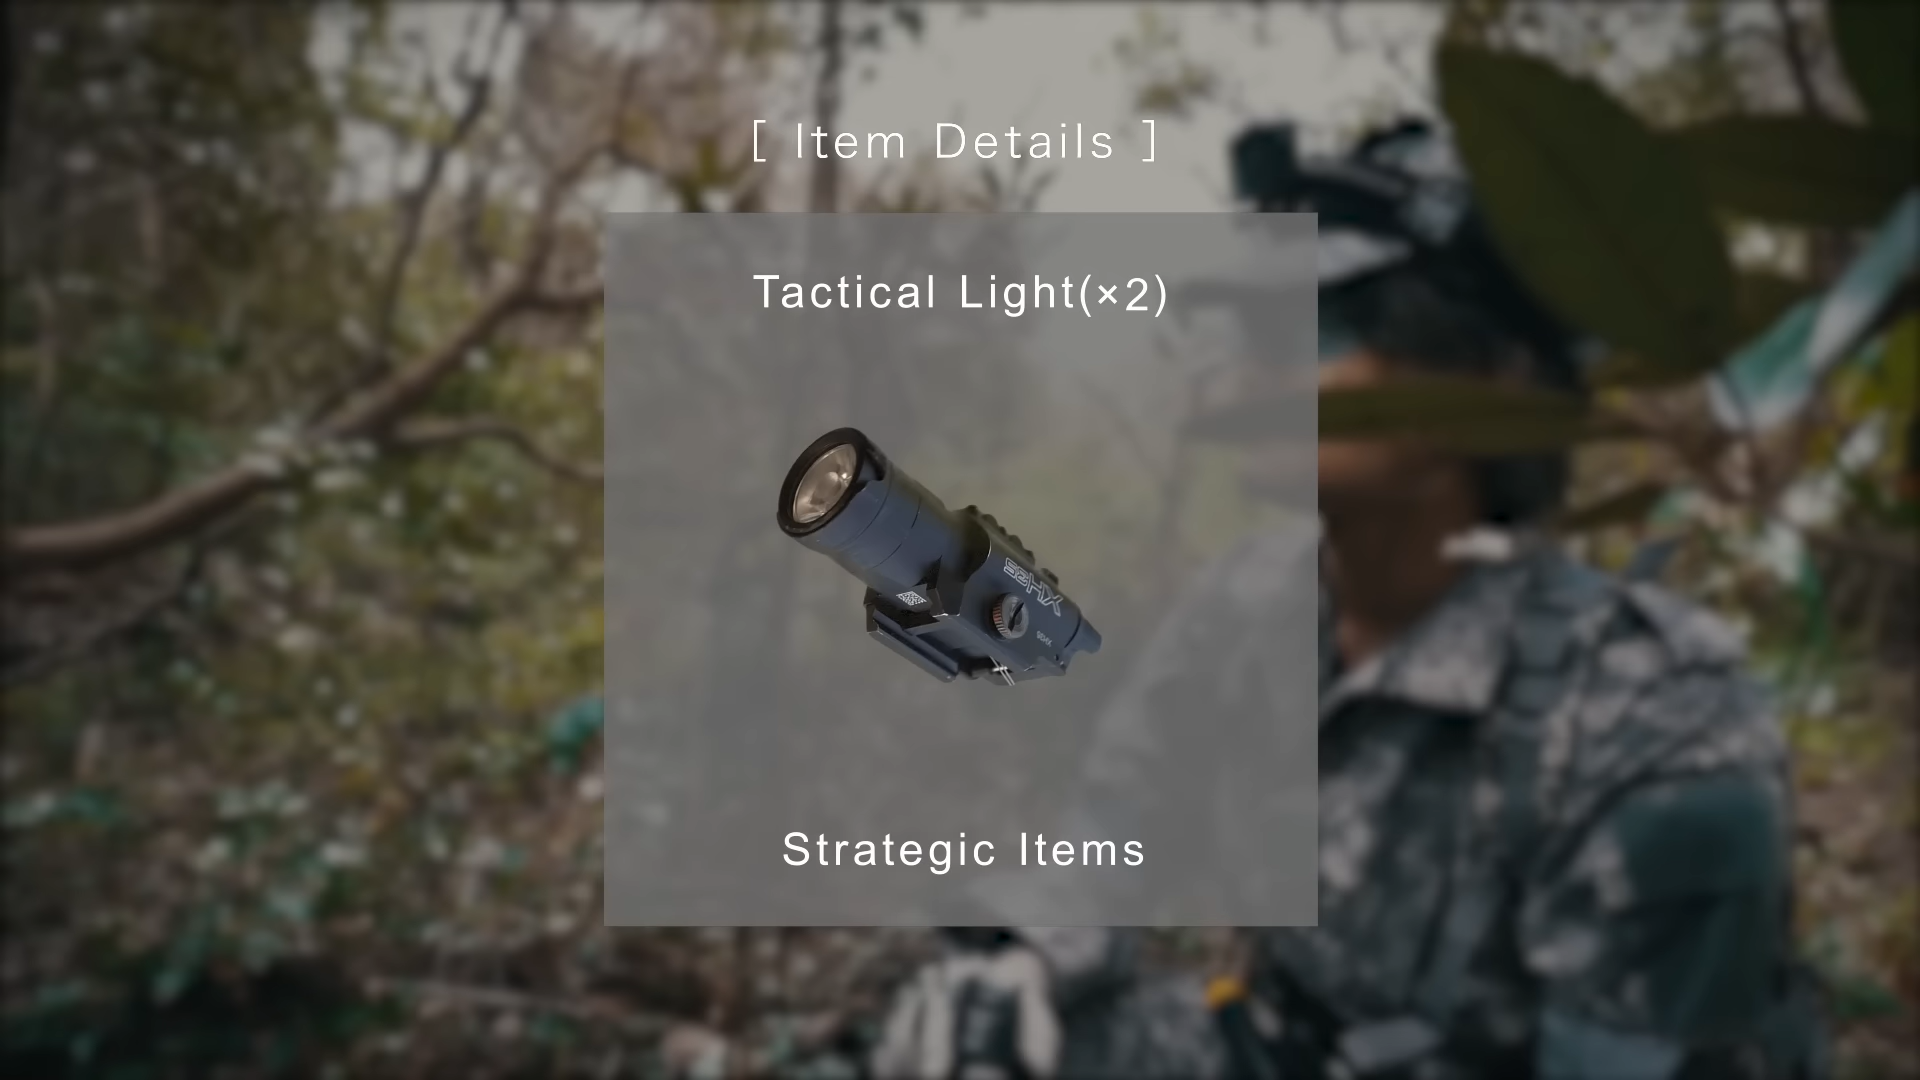 [ Item Details ]
Tactical Light(×2)
XH35
Strategic Items